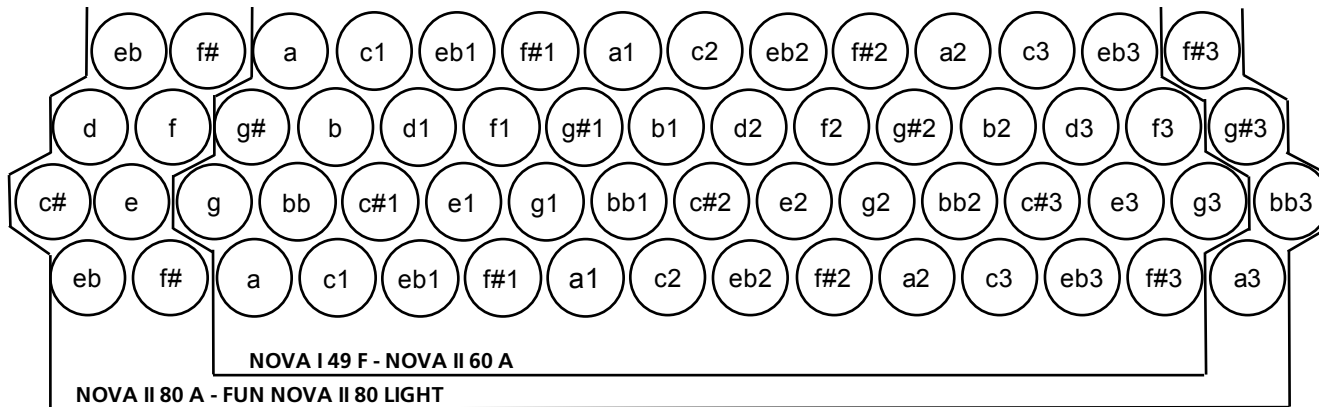 eb f# a c1 eb1 f#1 a1 c2 eb2 f#2 a2 c3 eb3 f#3
d f g# b d1 f1 g#1 b1 d2 f2 g#2 b2 d3 f3 g#3
c# e g bb c#1 e1 g1 bb1 c#2 e2 g2 bb2 c#3 e3 g3 bb3
eb f# a c1 eb1 f#1 a1 c2 eb2 f#2 a2 c3 eb3 f#3 a3
NOVA I 49 F - NOVA II 60 A
NOVA II 80 A - FUN NOVA II 80 LIGHT